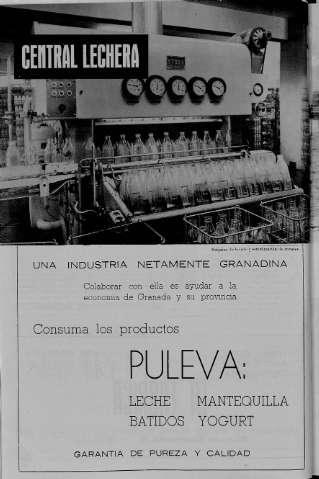 CENTRAL LECHERA
UNA INDUSTRIA NETAMENTE GRANADINA
Colaborar con ella es ayudar a la
economía de Granada y su provincia
Consuma los productos
PULEVA:
LECHE MANTEQUILLA
BATIDOS YOGURT
GARANTIA DE PUREZA Y CALIDAD